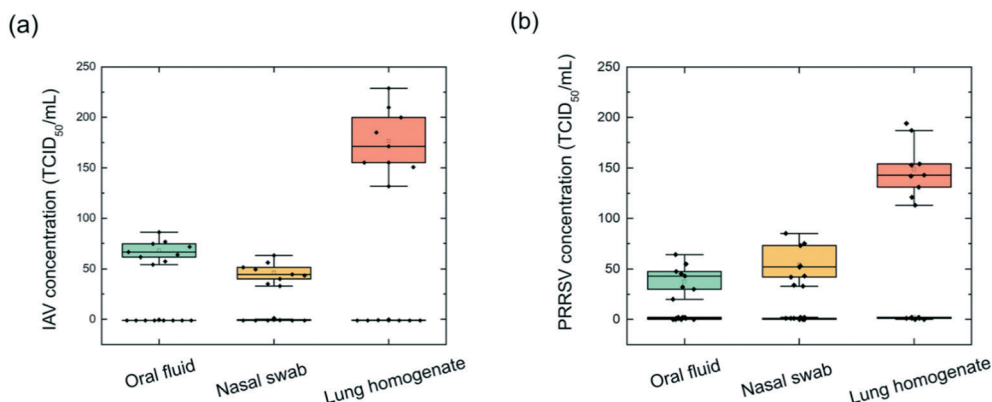 (a)
IAV concentration (TCID50/mL)
250
200
150
100
50
0
Oral fluid
Nasal swab
Lung homogenate
(b)
PRRSV concentration (TCID50/mL)
250
200
150
100
50
0
Oral fluid
Nasal swab
Lung homogenate